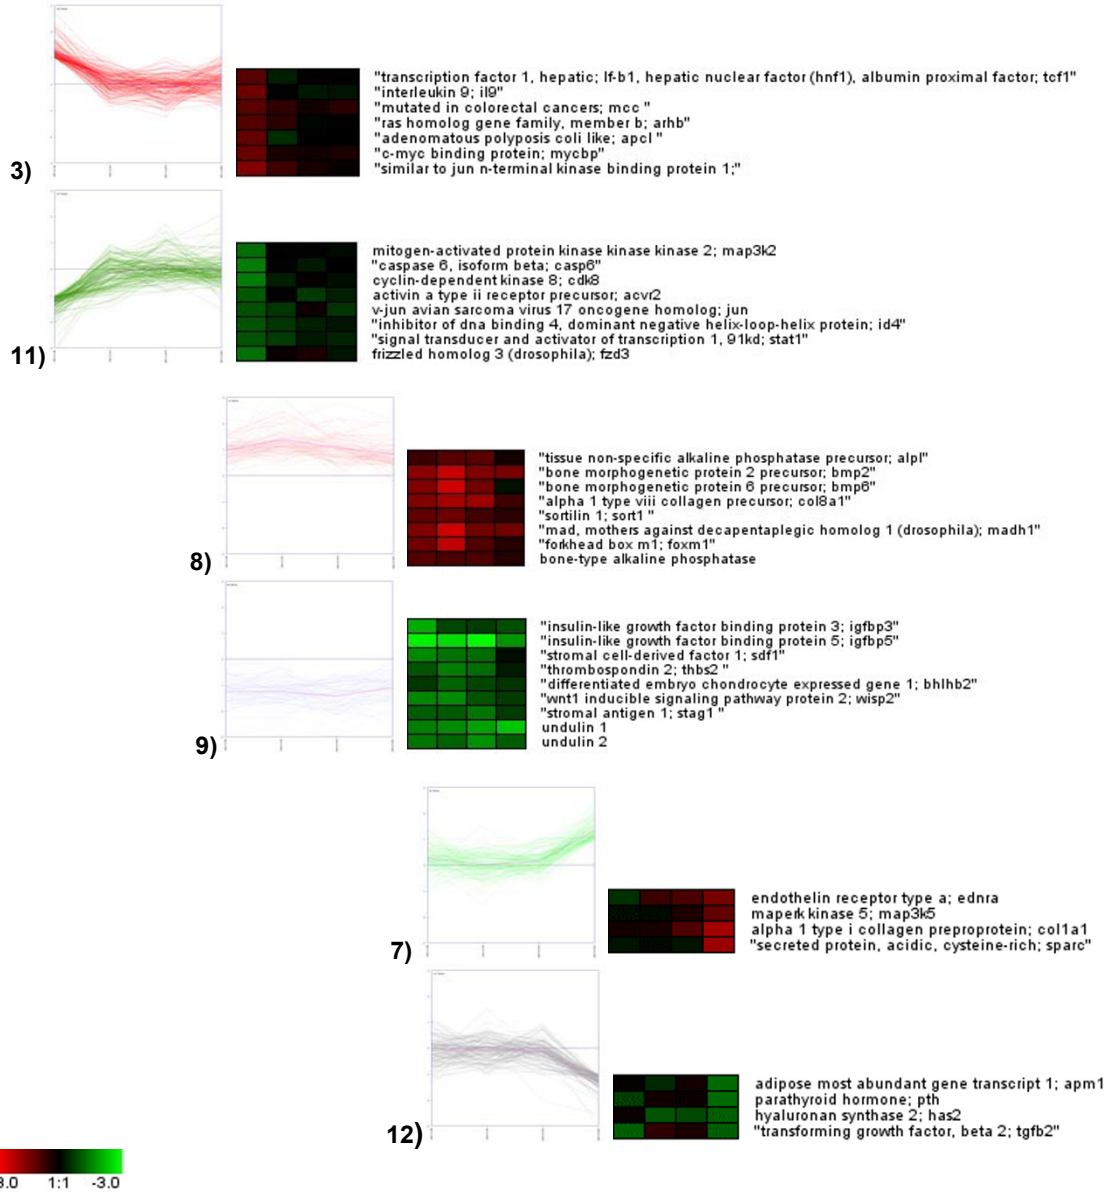 "transcription factor 1, hepatic; lf-b1, hepatic nuclear factor (hnf1), albumin proximal factor; tcf1"
"interleukin 9; il9"
"mutated in colorectal cancers; mcc "
"ras homolog gene family, member b; arhb"
"adenomatous polyposis coli like; apcl "
"c-myc binding protein; mycbp"
"similar to jun n-terminal kinase binding protein 1;"
3)
mitogen-activated protein kinase kinase kinase 2; map3k2
"caspase 6, isoform beta; casp6"
cyclin-dependent kinase 8; cdk8
activin a type ii receptor precursor; acvr2
v-jun avian sarcoma virus 17 oncogene homolog; jun
"inhibitor of dna binding 4, dominant negative helix-loop-helix protein; id4"
"signal transducer and activator of transcription 1, 91kd; stat1"
frizzled homolog 3 (drosophila); fzd3
11)
"tissue non-specific alkaline phosphatase precursor; alpl"
"bone morphogenetic protein 2 precursor; bmp2"
"bone morphogenetic protein 6 precursor; bmp6"
"alpha 1 type viii collagen precursor; col8a1"
"sortilin 1; sort1 "
"mad, mothers against decapentaplegic homolog 1 (drosophila); madh1"
"forkhead box m1; foxm1"
bone-type alkaline phosphatase
8)
"insulin-like growth factor binding protein 3; igfbp3"
"insulin-like growth factor binding protein 5; igfbp5"
"stromal cell-derived factor 1; sdf1"
"thrombospondin 2; thbs2 "
"differentiated embryo chondrocyte expressed gene 1; bhlhb2"
"wnt1 inducible signaling pathway protein 2; wisp2"
"stromal antigen 1; stag1 "
undulin 1
undulin 2
9)
endothelin receptor type a; ednra
maperk kinase 5; map3k5
alpha 1 type i collagen preproprotein; col1a1
"secreted protein, acidic, cysteine-rich; sparc"
7)
adipose most abundant gene transcript 1; apm1
parathyroid hormone; pth
hyaluronan synthase 2; has2
"transforming growth factor, beta 2; tgfb2"
12)
3.0 1:1 -3.0